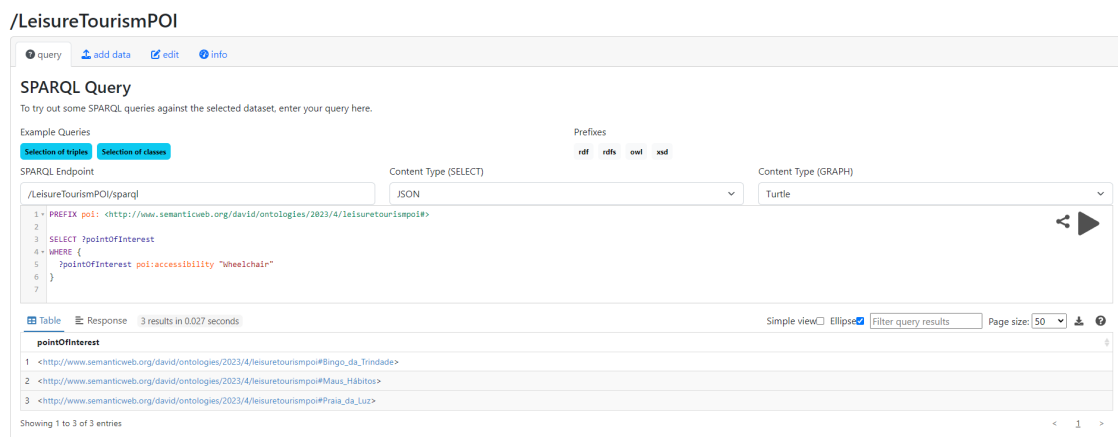 /LeisureTourismPOI
query add data edit info
SPARQL Query
To try out some SPARQL queries against the selected dataset, enter your query here.
Example Queries Prefixes
Selection of triples Selection of classes rdf rdfs owl xsd
SPARQL Endpoint Content Type (SELECT) Content Type (GRAPH)
/LeisureTourismPOI/sparql JSON Turtle
1 PREFIX poi: <http://www.semanticweb.org/david/ontologies/2023/4/leisuretourismpoi#>
2
3 SELECT ?pointOfInterest
4 WHERE {
5 ?pointOfInterest poi:accessibility "Wheelchair"
6 }
7
Table Response 3 results in 0.027 seconds Simple view Ellipse Filter query results Page size: 50
pointOfInterest
1 <http://www.semanticweb.org/david/ontologies/2023/4/leisuretourismpoi#Bingo_da_Trindade>
2 <http://www.semanticweb.org/david/ontologies/2023/4/leisuretourismpoi#Maus_Hábitos>
3 <http://www.semanticweb.org/david/ontologies/2023/4/leisuretourismpoi#Praia_da_Luz>
Showing 1 to 3 of 3 entries < 1 >